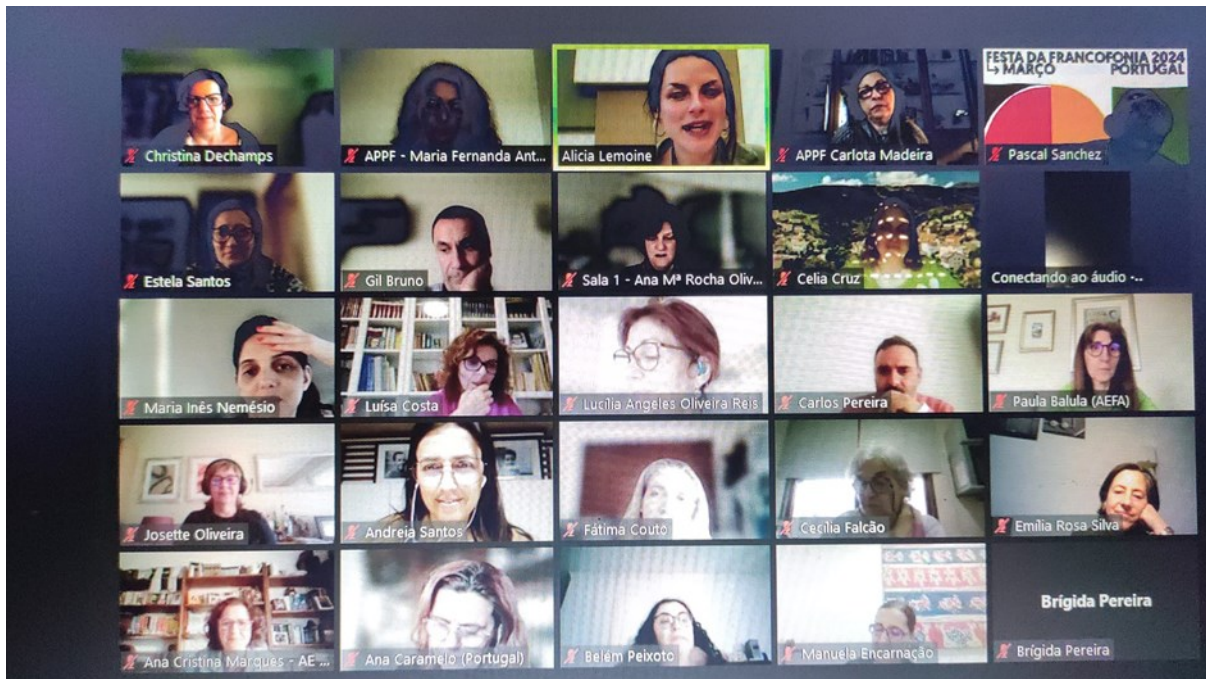 FESTA DA FRANCOFONIA 2024
↳ MARÇO PORTUGAL
Christina Dechamps
APPF - Maria Fernanda Ant...
Alicia Lemoine
APPF Carlota Madeira
Pascal Sanchez
Estela Santos
Gil Bruno
Sala 1 - Ana Mª Rocha Oliv...
Celia Cruz
Conectando ao áudio -...
Maria Inês Nemésio
Luísa Costa
Lucília Angeles Oliveira Reis
Carlos Pereira
Paula Balula (AEFA)
Josette Oliveira
Andreia Santos
Fátima Couto
Cecília Falcão
Emília Rosa Silva
Ana Cristina Marques - AE ...
Ana Caramelo (Portugal)
Belém Peixoto
Manuela Encarnação
Brígida Pereira
Brígida Pereira